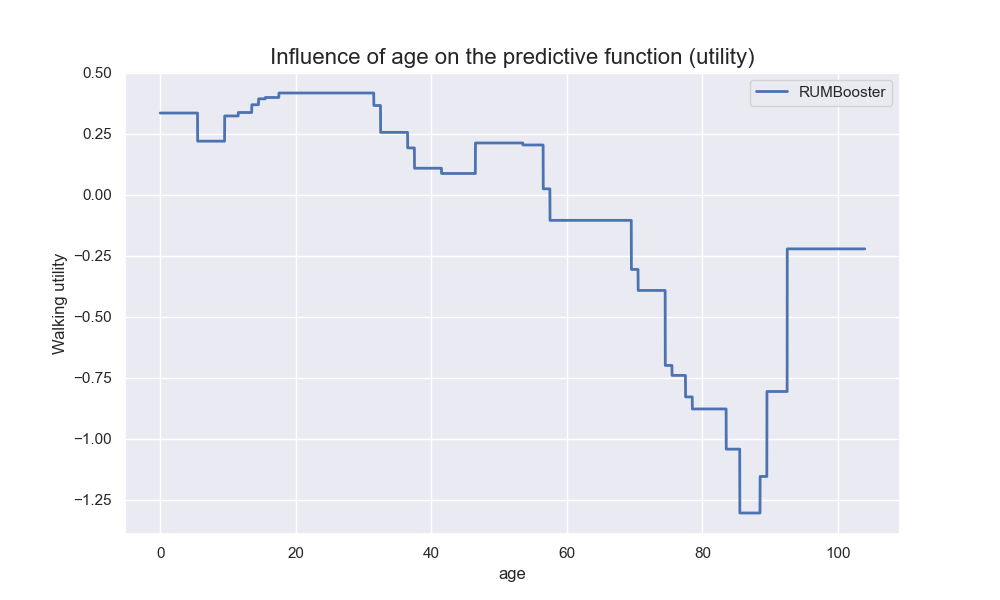 Influence of age on the predictive function (utility)
RUMBooster
0.50
0.25
0.00
−0.25
−0.50
−0.75
−1.00
−1.25
Walking utility
0 20 40 60 80 100
age